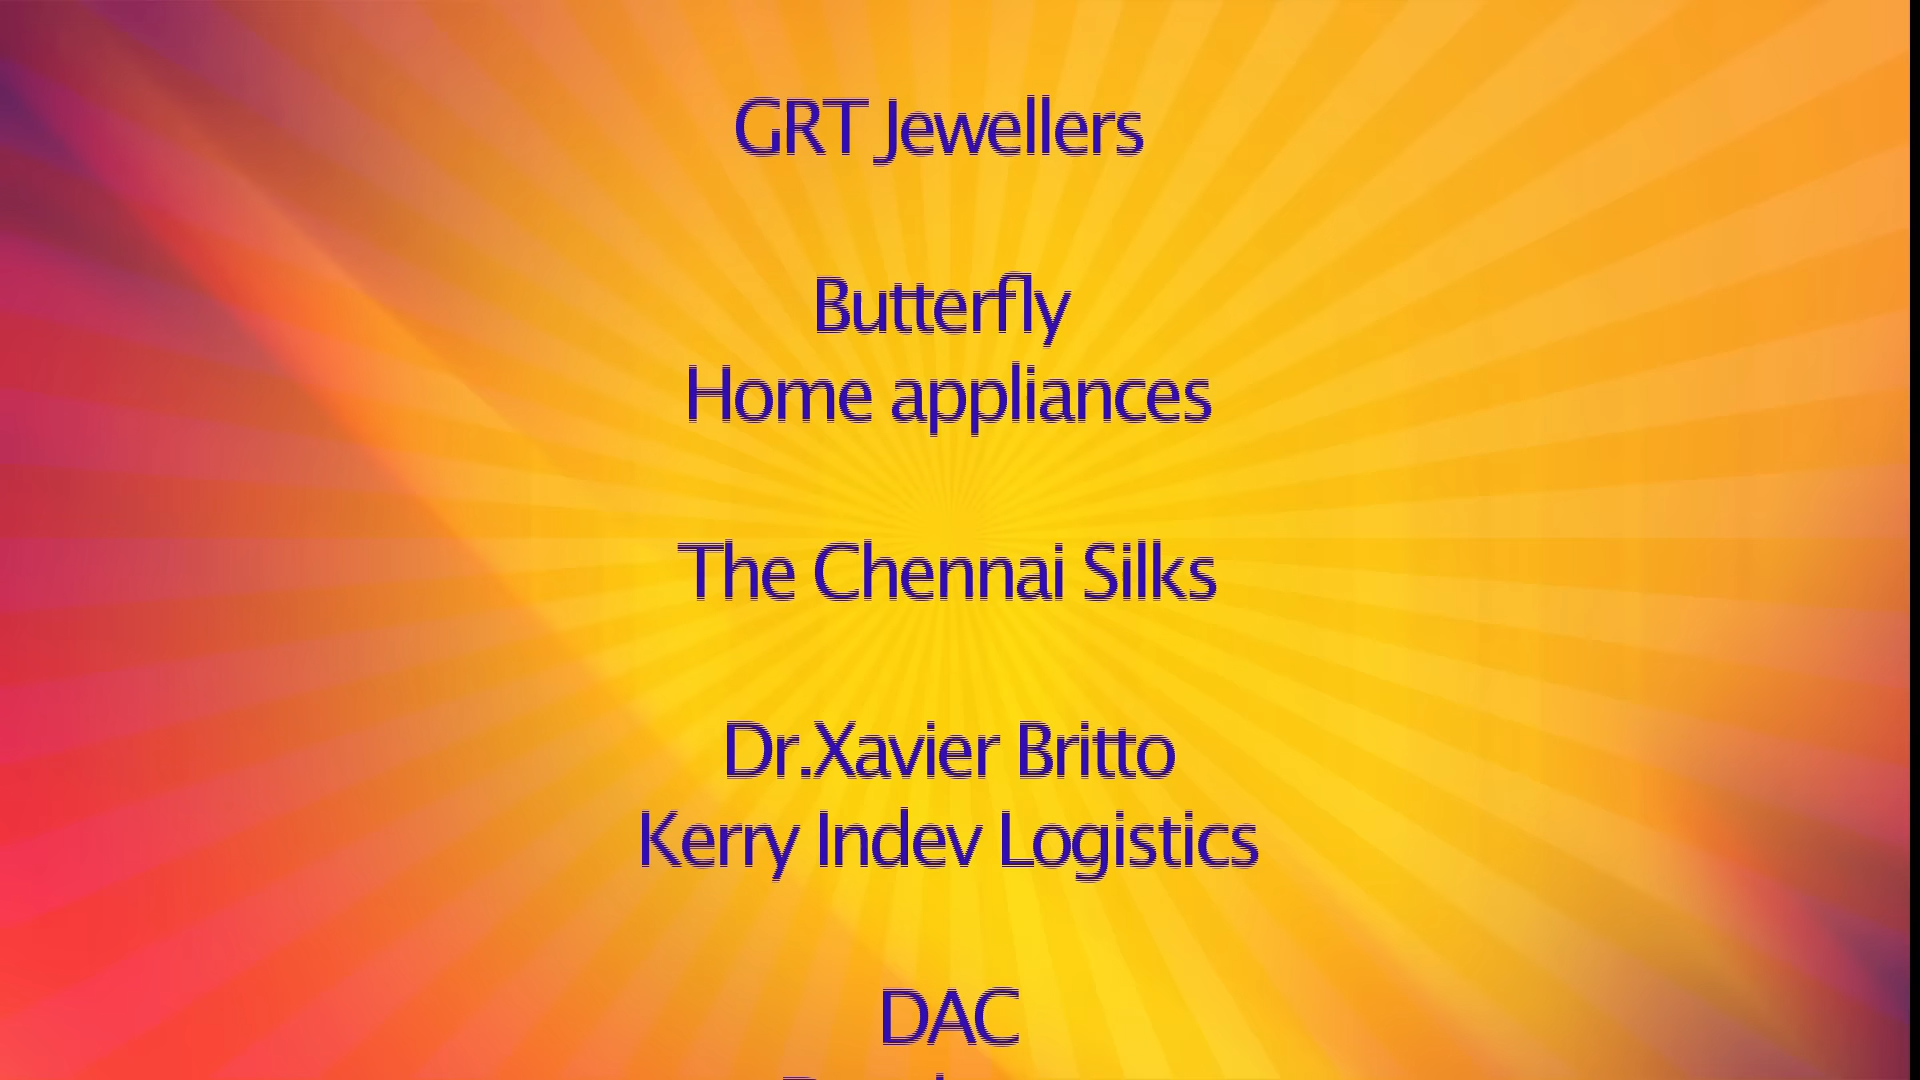 GRT Jewellers
Butterfly
Home appliances
The Chennai Silks
Dr.Xavier Britto
Kerry Indev Logistics
DAC